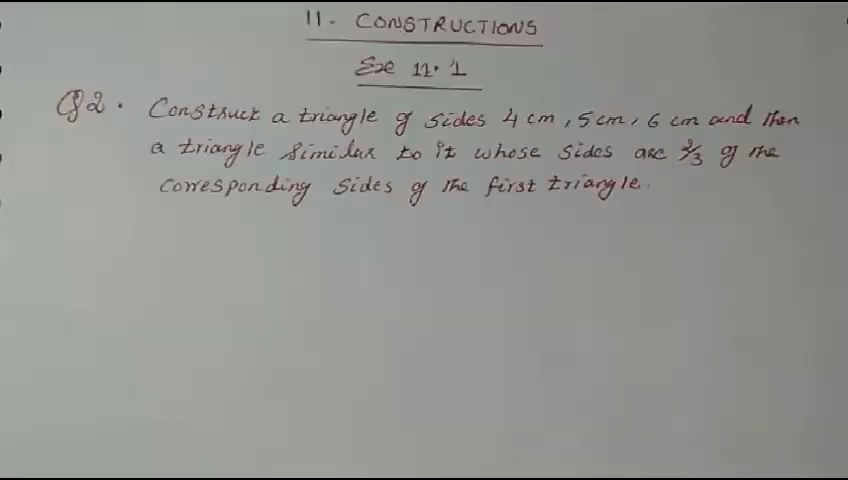 11. CONSTRUCTIONS
Exe 11.1
Q2. Construct a triangle of sides 4 cm, 5 cm, 6 cm and then
a triangle similar to it whose sides are 2/3 of the
corresponding sides of the first triangle.